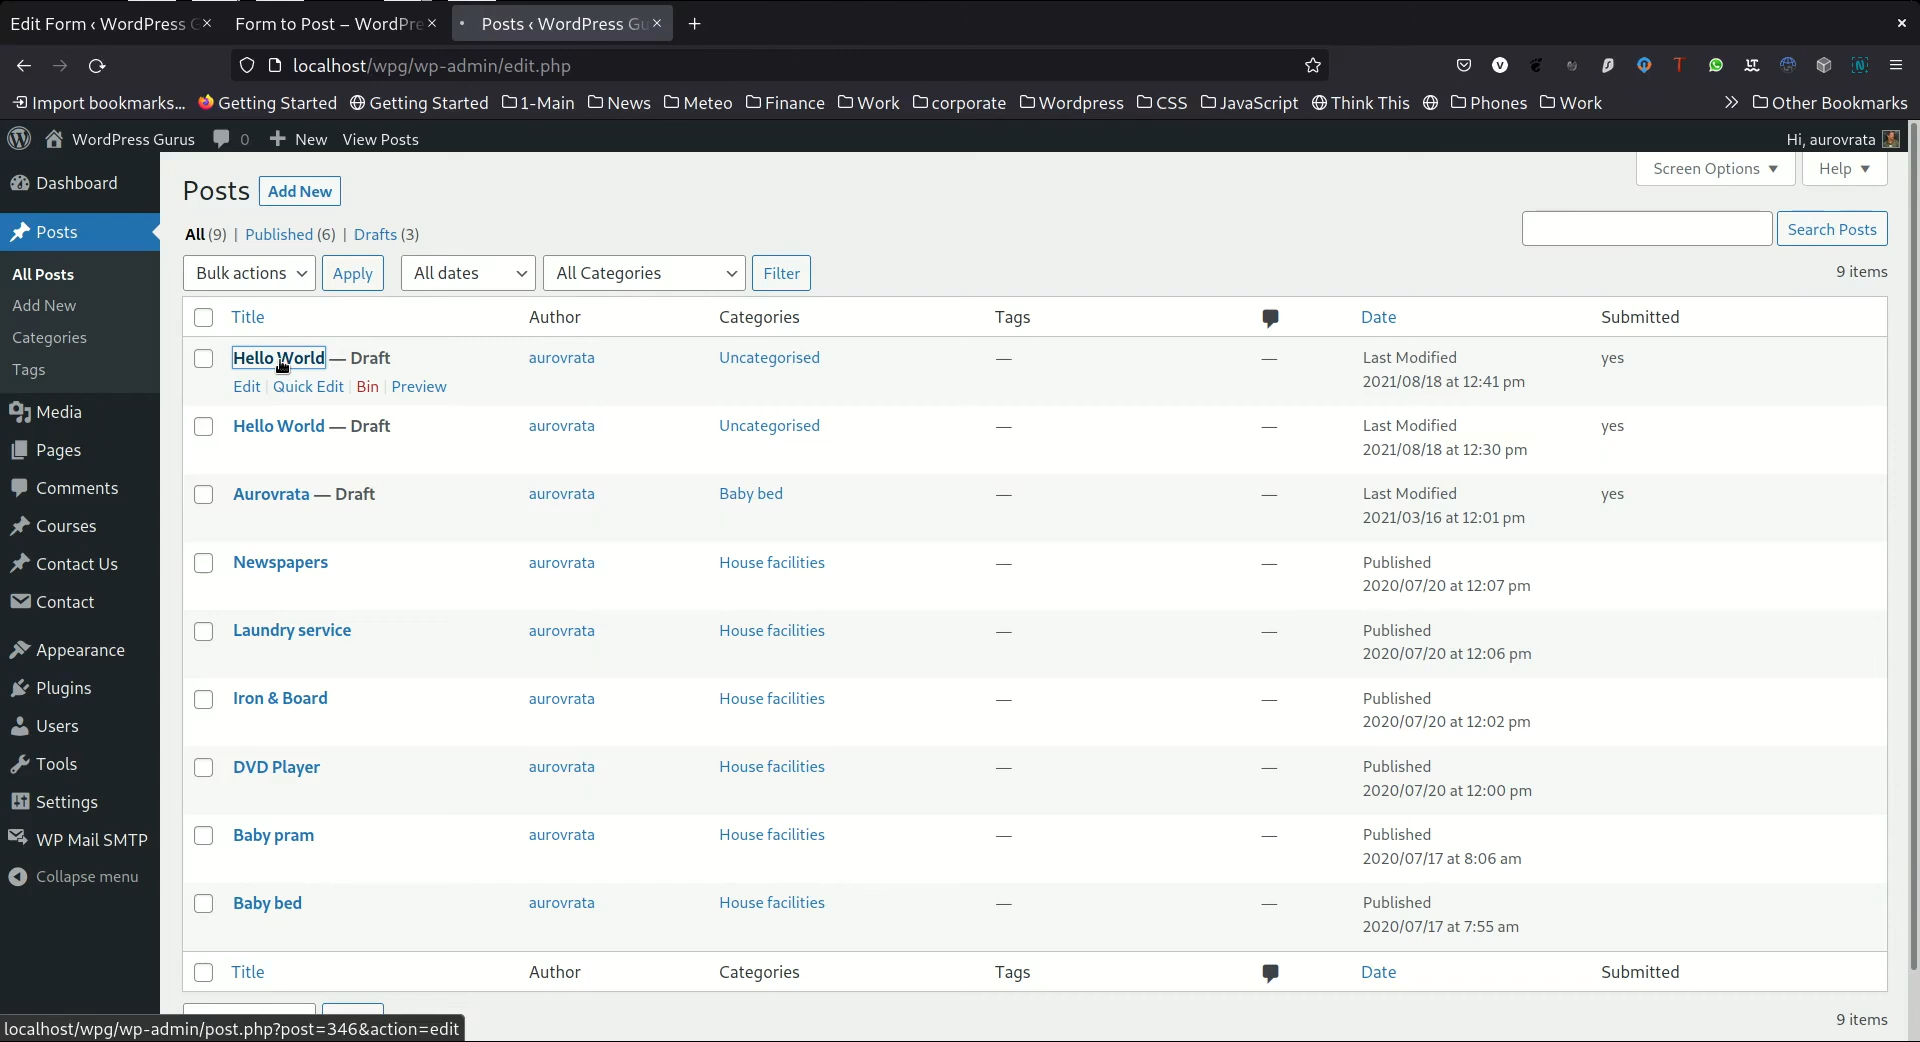 Edit Form ‹ WordPress G
Form to Post – WordPre
Posts ‹ WordPress Gu
localhost/wpg/wp-admin/edit.php
Import bookmarks... Getting Started Getting Started 1-Main News Meteo Finance Work corporate Wordpress CSS JavaScript Think This Phones Work Other Bookmarks
WordPress Gurus 0 New View Posts Hi, aurovrata
Dashboard
Posts
All Posts
Add New
Categories
Tags
Media
Pages
Comments
Courses
Contact Us
Contact
Appearance
Plugins
Users
Tools
Settings
WP Mail SMTP
Collapse menu
Screen Options Help
Posts Add New
All (9) | Published (6) | Drafts (3)
Search Posts
Bulk actions Apply All dates All Categories Filter
9 items
Title Author Categories Tags Date Submitted
Hello World — Draft aurovrata Uncategorised — — Last Modified yes
2021/08/18 at 12:41 pm
Edit | Quick Edit | Bin | Preview
Hello World — Draft aurovrata Uncategorised — — Last Modified yes
2021/08/18 at 12:30 pm
Aurovrata — Draft aurovrata Baby bed — — Last Modified yes
2021/03/16 at 12:01 pm
Newspapers aurovrata House facilities — — Published
2020/07/20 at 12:07 pm
Laundry service aurovrata House facilities — — Published
2020/07/20 at 12:06 pm
Iron & Board aurovrata House facilities — — Published
2020/07/20 at 12:02 pm
DVD Player aurovrata House facilities — — Published
2020/07/20 at 12:00 pm
Baby pram aurovrata House facilities — — Published
2020/07/17 at 8:06 am
Baby bed aurovrata House facilities — — Published
2020/07/17 at 7:55 am
Title Author Categories Tags Date Submitted
9 items
localhost/wpg/wp-admin/post.php?post=346&action=edit